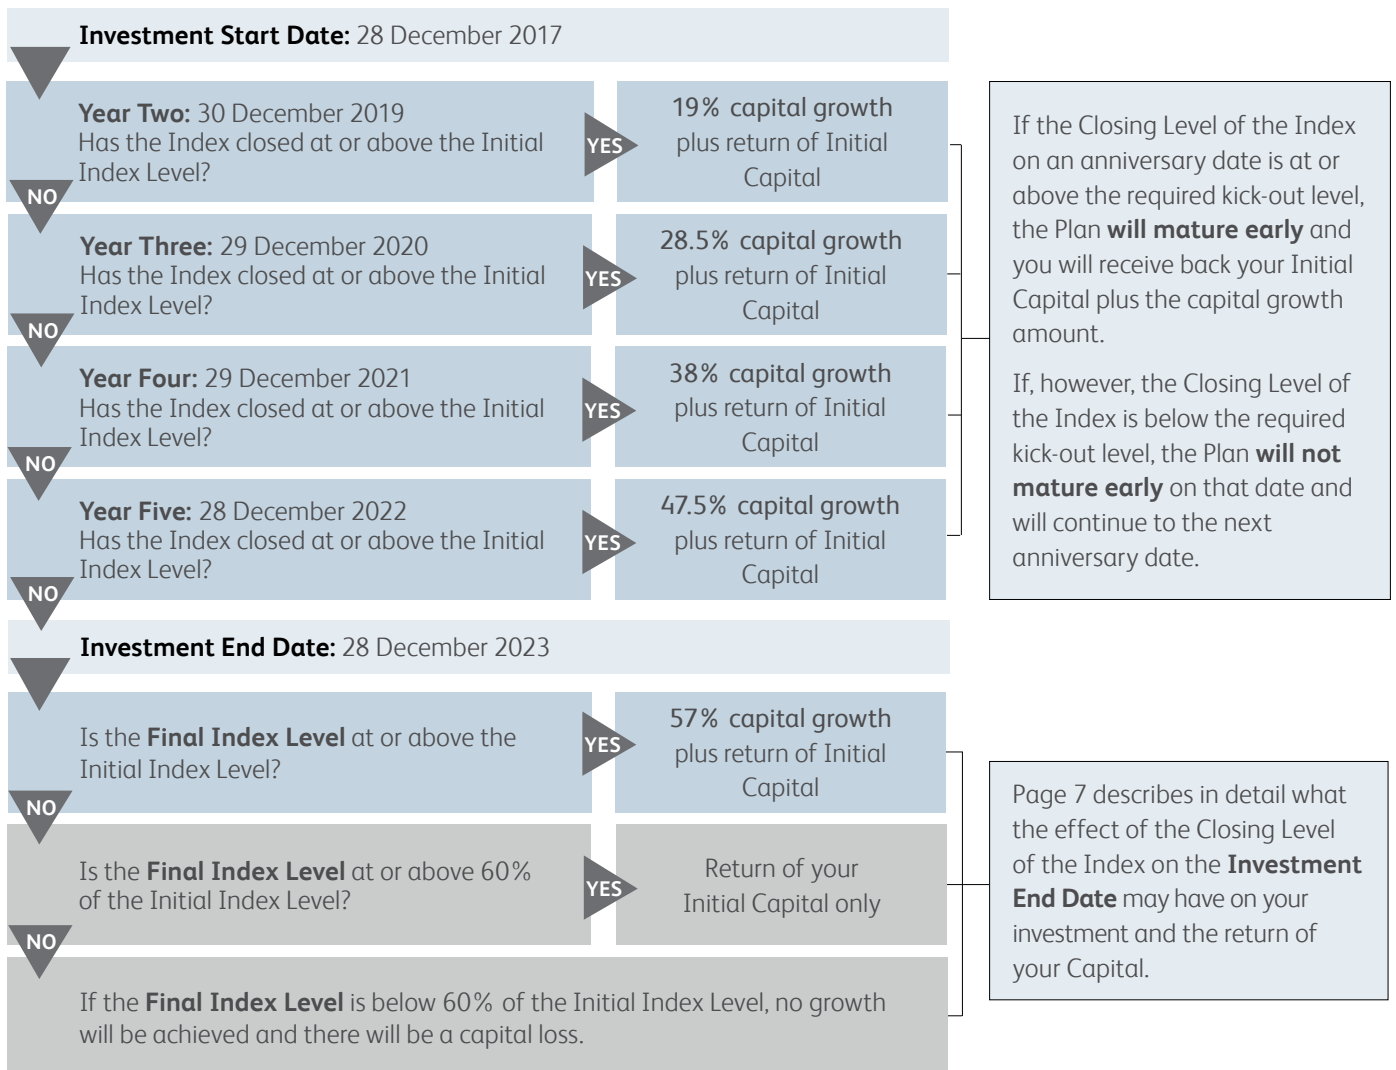 Investment Start Date: 28 December 2017
Year Two: 30 December 2019
Has the Index closed at or above the Initial
Index Level?
YES
19% capital growth
plus return of Initial
Capital
NO
Year Three: 29 December 2020
Has the Index closed at or above the Initial
Index Level?
YES
28.5% capital growth
plus return of Initial
Capital
NO
Year Four: 29 December 2021
Has the Index closed at or above the Initial
Index Level?
YES
38% capital growth
plus return of Initial
Capital
NO
Year Five: 28 December 2022
Has the Index closed at or above the Initial
Index Level?
YES
47.5% capital growth
plus return of Initial
Capital
NO
If the Closing Level of the Index
on an anniversary date is at or
above the required kick-out level,
the Plan will mature early and
you will receive back your Initial
Capital plus the capital growth
amount.
If, however, the Closing Level of
the Index is below the required
kick-out level, the Plan will not
mature early on that date and
will continue to the next
anniversary date.
Investment End Date: 28 December 2023
Is the Final Index Level at or above the
Initial Index Level?
YES
57% capital growth
plus return of Initial
Capital
NO
Is the Final Index Level at or above 60%
of the Initial Index Level?
YES
Return of your
Initial Capital only
NO
If the Final Index Level is below 60% of the Initial Index Level, no growth
will be achieved and there will be a capital loss.
Page 7 describes in detail what
the effect of the Closing Level
of the Index on the Investment
End Date may have on your
investment and the return of
your Capital.